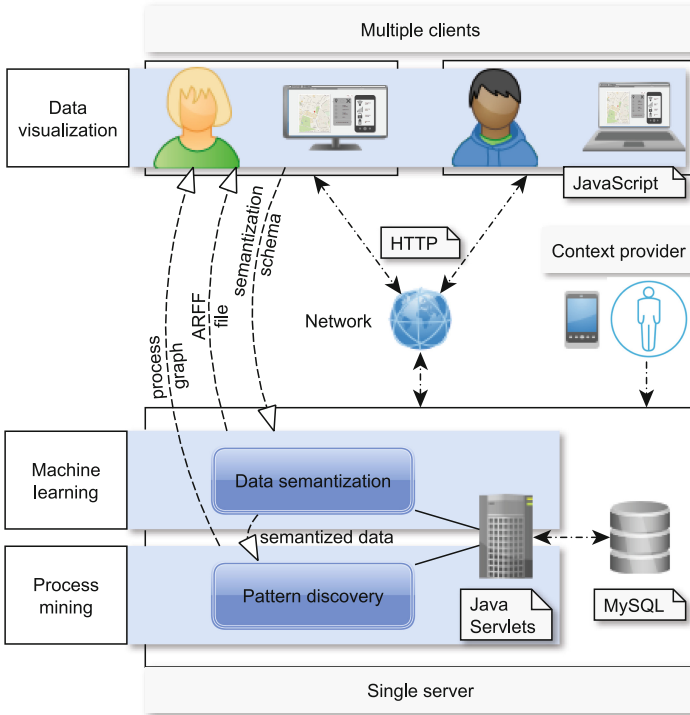 Multiple clients
Data
visualization
JavaScript
semantization
schema
HTTP
Context provider
ARFF
file
Network
process
graph
Machine
learning
Data semantization
semantized data
Process
mining
Pattern discovery
Java
Servlets
MySQL
Single server